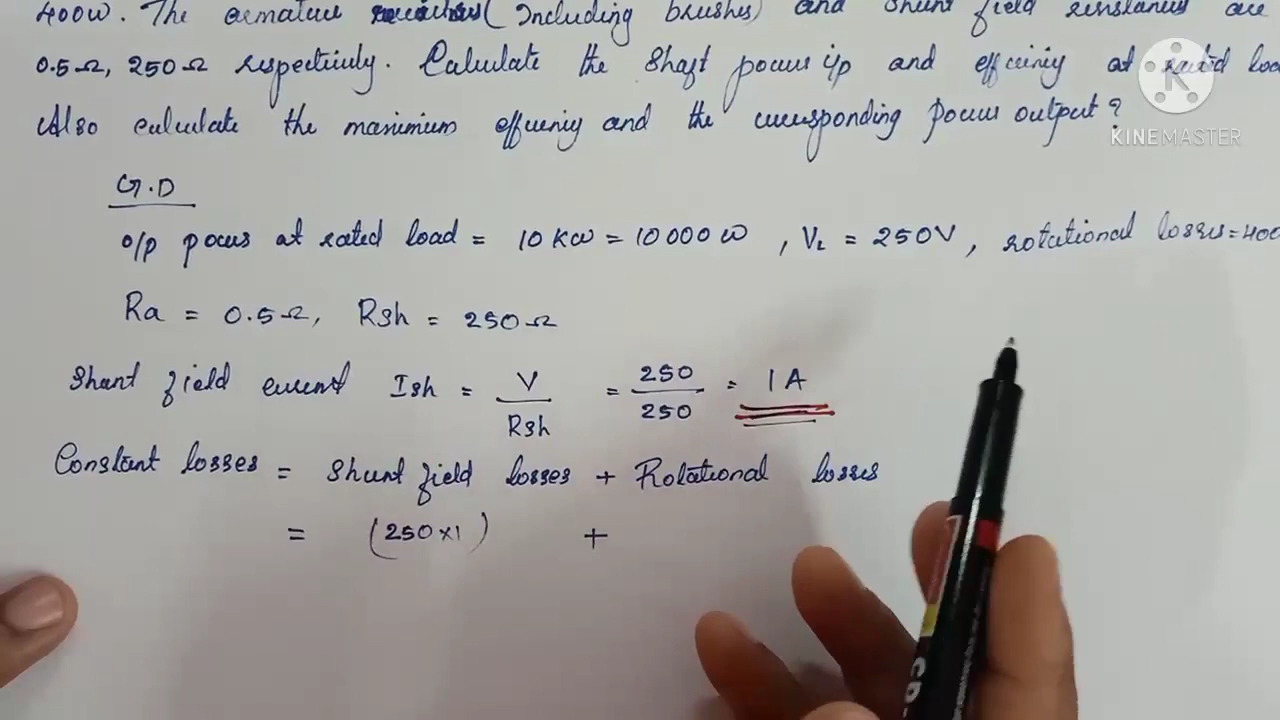 400W. The armature (Including brushes) and shunt field resistances are
0.5Ω, 250Ω respectively. Calculate the shaft power i/p and efficiency at rated loa
Also calculate the maximum efficiency and the corresponding power output?
KINEMASTER
G.D
o/p power at rated load = 10 KW = 10000 W, VL = 250V, rotational losses = 400
Ra = 0.5Ω, Rsh = 250Ω
Shunt field current Ish = V/Rsh = 250/250 = 1A
Constant losses = Shunt field losses + Rotational losses
= (250×1) +